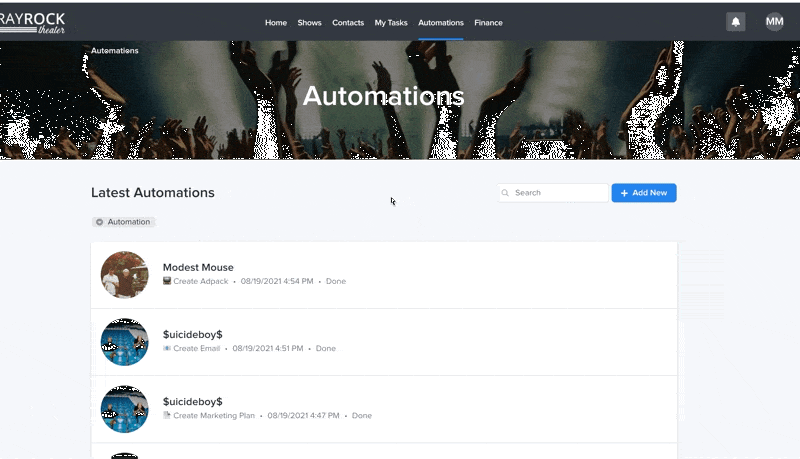 RAYROCK
theater
Home Shows Contacts My Tasks Automations Finance
MM
Automations
Automations
Latest Automations
Search
+ Add New
Automation
Modest Mouse
Create Adpack • 08/19/2021 4:54 PM • Done
$uicideboy$
Create Email • 08/19/2021 4:51 PM • Done
$uicideboy$
Create Marketing Plan • 08/19/2021 4:47 PM • Done